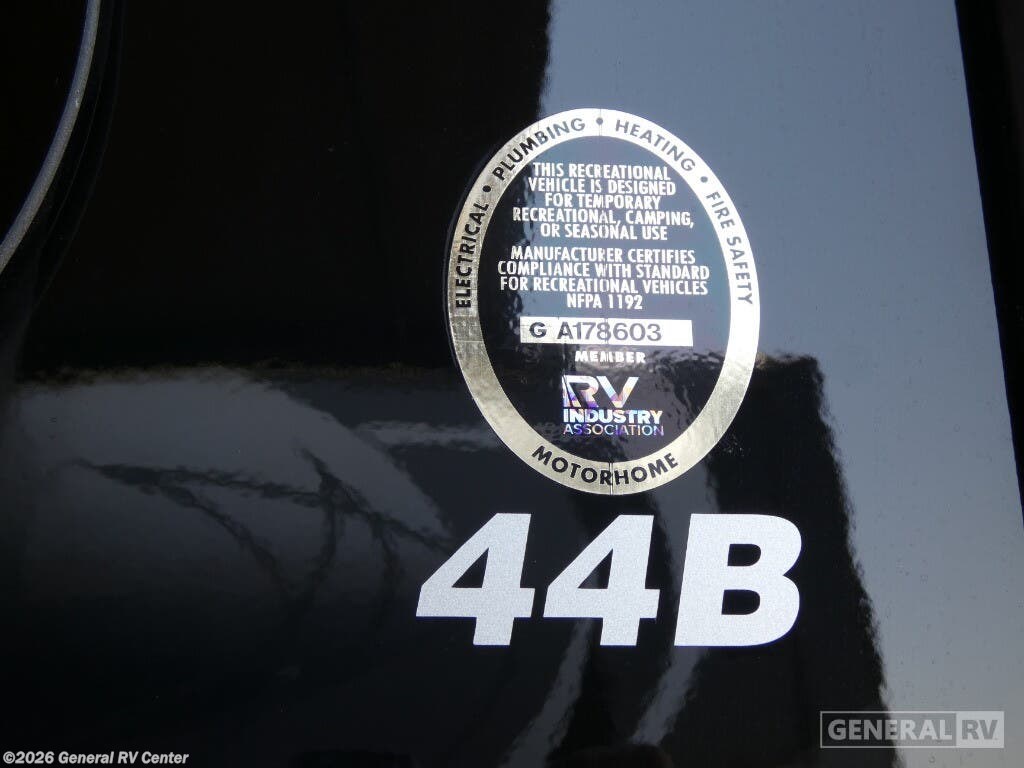 ELECTRICAL • PLUMBING • HEATING • FIRE SAFETY
THIS RECREATIONAL
VEHICLE IS DESIGNED
FOR TEMPORARY
RECREATIONAL, CAMPING,
OR SEASONAL USE
MANUFACTURER CERTIFIES
COMPLIANCE WITH STANDARD
FOR RECREATIONAL VEHICLES
NFPA 1192
G A178603
MEMBER
RV
INDUSTRY
ASSOCIATION
MOTORHOME
44B
GENERAL RV
©2026 General RV Center